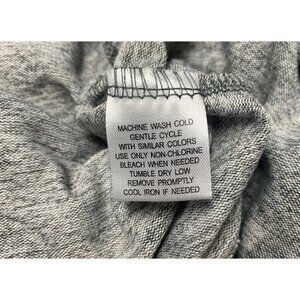 MACHINE WASH COLD
GENTLE CYCLE
WITH SIMILAR COLORS
USE ONLY NON-CHLORINE
BLEACH WHEN NEEDED
TUMBLE DRY LOW
REMOVE PROMPTLY
COOL IRON IF NEEDED